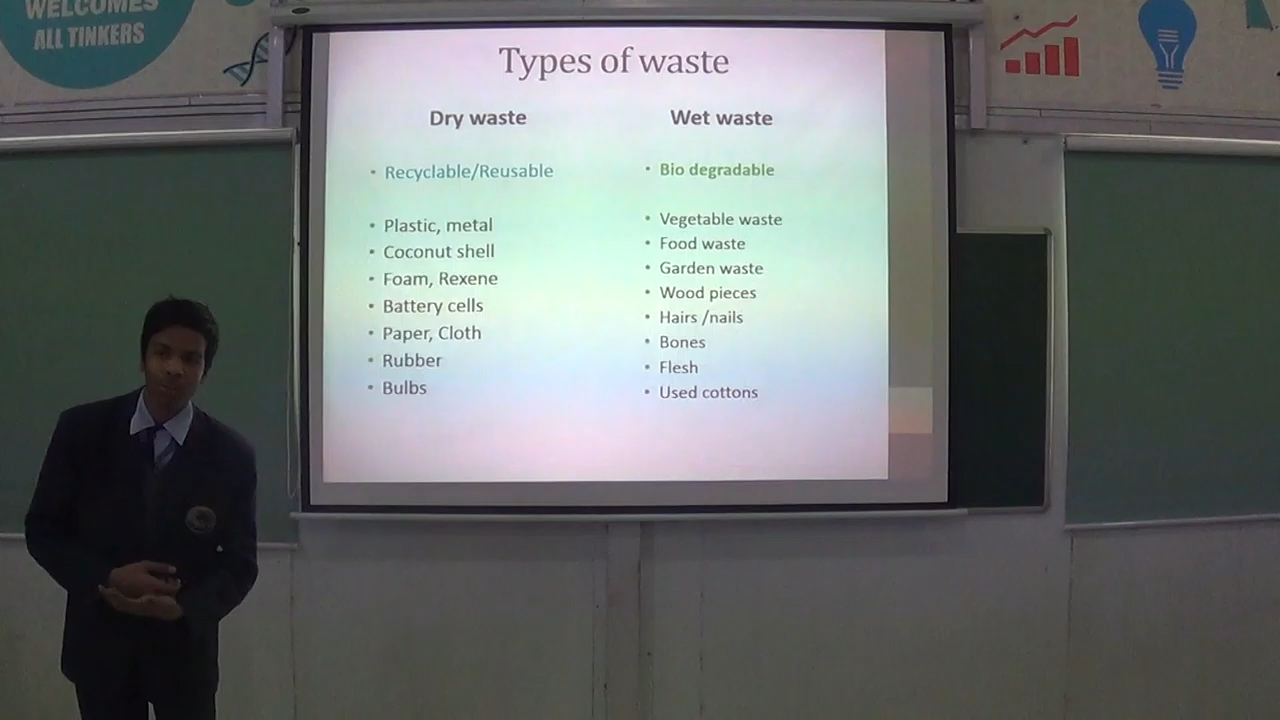 WELCOMES
ALL TINKERS
Types of waste
Dry waste
• Recyclable/Reusable
• Plastic, metal
• Coconut shell
• Foam, Rexene
• Battery cells
• Paper, Cloth
• Rubber
• Bulbs
Wet waste
• Bio degradable
• Vegetable waste
• Food waste
• Garden waste
• Wood pieces
• Hairs /nails
• Bones
• Flesh
• Used cottons